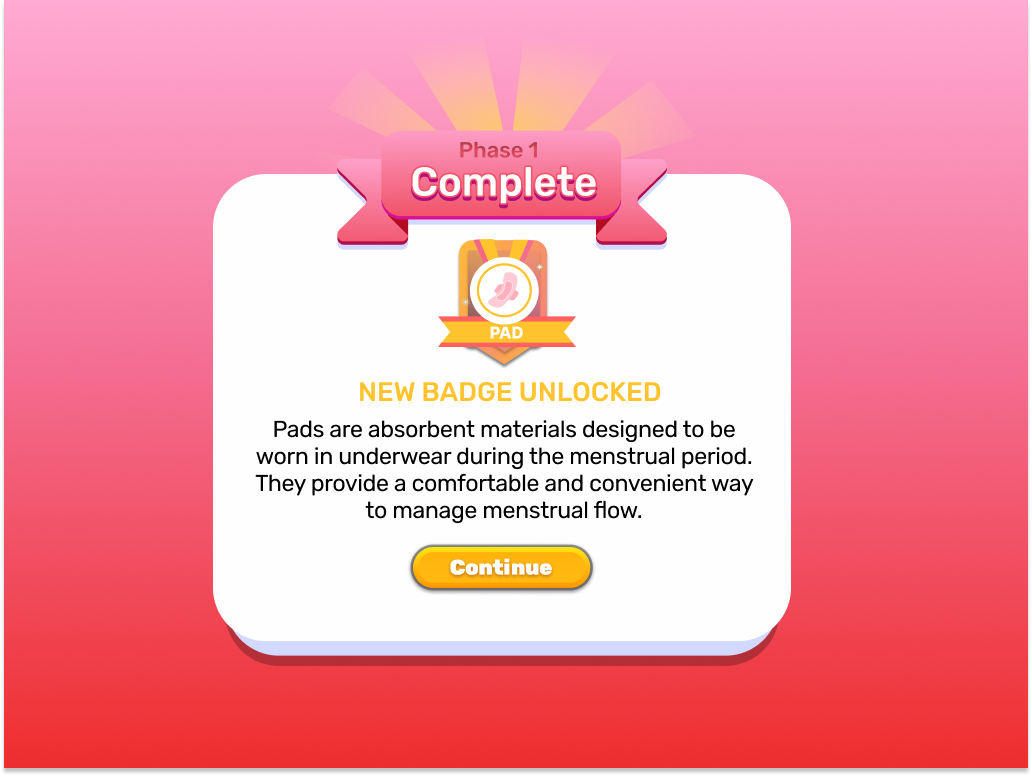 Phase 1
Complete
PAD
NEW BADGE UNLOCKED
Pads are absorbent materials designed to be
worn in underwear during the menstrual period.
They provide a comfortable and convenient way
to manage menstrual flow.
Continue